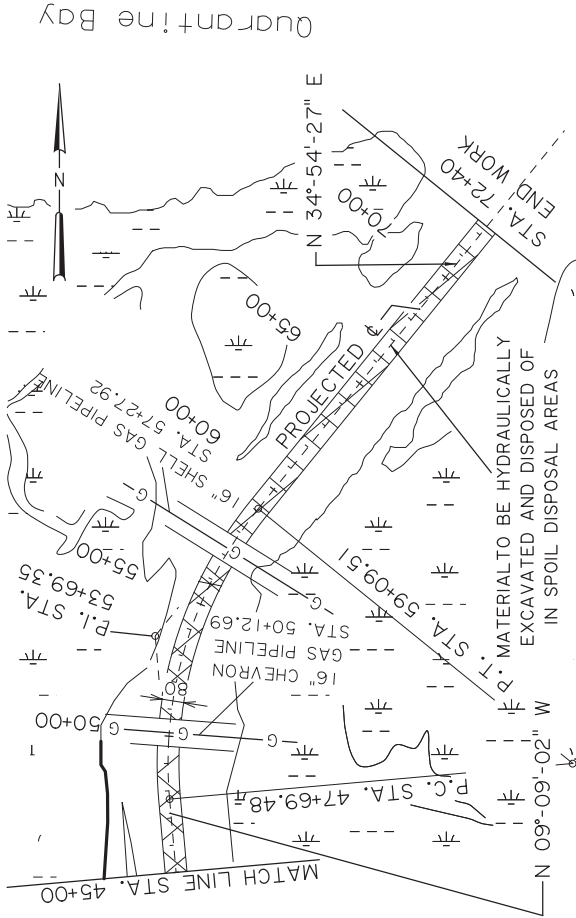 Quarantine Bay
N
N 34°-54'-27" E
STA. 72+40
END WORK
70+00
65+00
PROJECTED ℄
60+00
STA. 57+27.92
16" SHELL GAS PIPELINE
G
G
G
55+00
P.I. STA.
53+69.35
MATERIAL TO BE HYDRAULICALLY
EXCAVATED AND DISPOSED OF
IN SPOIL DISPOSAL AREAS
P.T. STA. 59+09.51
16" CHEVRON
GAS PIPELINE
STA. 50+12.69
80'
50+00
G
G
G
P.C. STA. 47+69.48
N 09°-09'-02" W
MATCH LINE STA. 45+00